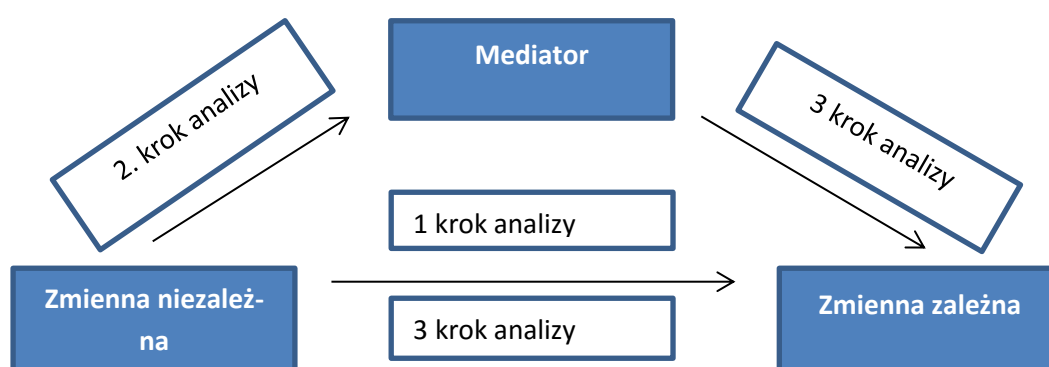 Mediator
2. krok analizy
3 krok analizy
1 krok analizy
Zmienna niezależ-
na
3 krok analizy
Zmienna zależna